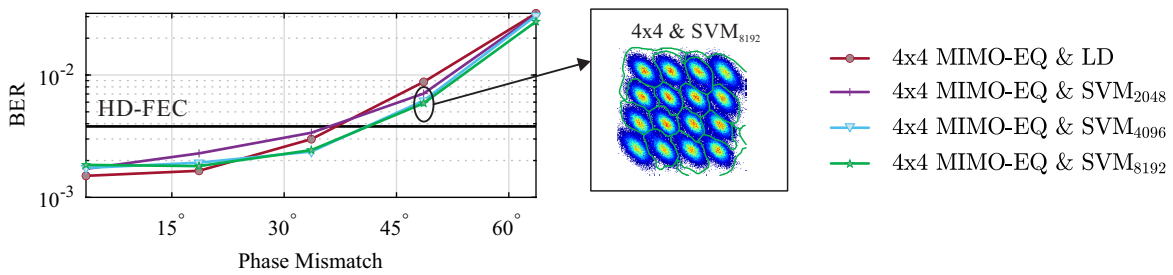 BER
10⁻²
10⁻³
HD-FEC
15°
30°
45°
60°
Phase Mismatch
4x4 & SVM₈₁₉₂
4x4 MIMO-EQ & LD
4x4 MIMO-EQ & SVM₂₀₄₈
4x4 MIMO-EQ & SVM₄₀₉₆
4x4 MIMO-EQ & SVM₈₁₉₂